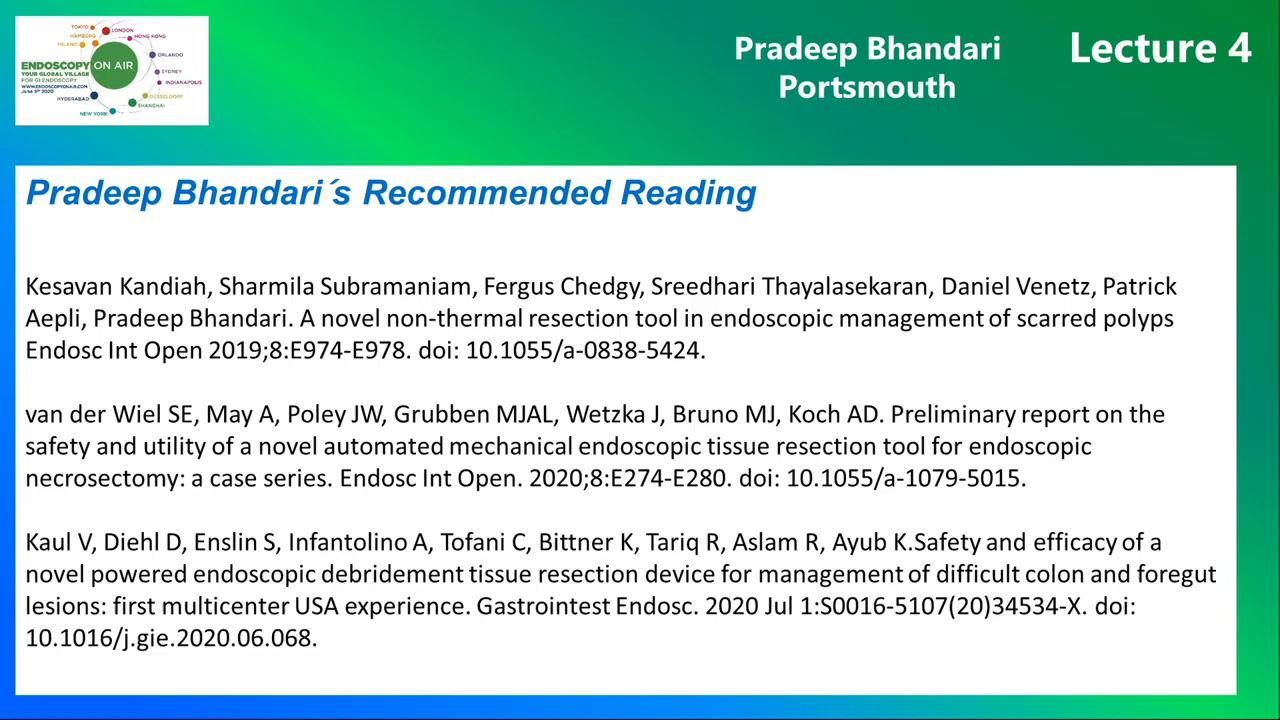 TOKYO
LONDON
HAMBURG
HONG KONG
MILANO
ORLANDO
ENDOSCOPY ON AIR
YOUR GLOBAL VILLAGE
SYDNEY
FOR GI ENDOSCOPY
INDIANAPOLIS
WWW.ENDOSCOPYONAIR.COM
June 5th 2020
DÜSSELDORF
HYDERABAD
SHANGHAI
NEW YORK
Pradeep Bhandari
Portsmouth
Lecture 4
Pradeep Bhandari´s Recommended Reading
Kesavan Kandiah, Sharmila Subramaniam, Fergus Chedgy, Sreedhari Thayalasekaran, Daniel Venetz, Patrick
Aepli, Pradeep Bhandari. A novel non-thermal resection tool in endoscopic management of scarred polyps
Endosc Int Open 2019;8:E974-E978. doi: 10.1055/a-0838-5424.
van der Wiel SE, May A, Poley JW, Grubben MJAL, Wetzka J, Bruno MJ, Koch AD. Preliminary report on the
safety and utility of a novel automated mechanical endoscopic tissue resection tool for endoscopic
necrosectomy: a case series. Endosc Int Open. 2020;8:E274-E280. doi: 10.1055/a-1079-5015.
Kaul V, Diehl D, Enslin S, Infantolino A, Tofani C, Bittner K, Tariq R, Aslam R, Ayub K.Safety and efficacy of a
novel powered endoscopic debridement tissue resection device for management of difficult colon and foregut
lesions: first multicenter USA experience. Gastrointest Endosc. 2020 Jul 1:S0016-5107(20)34534-X. doi:
10.1016/j.gie.2020.06.068.